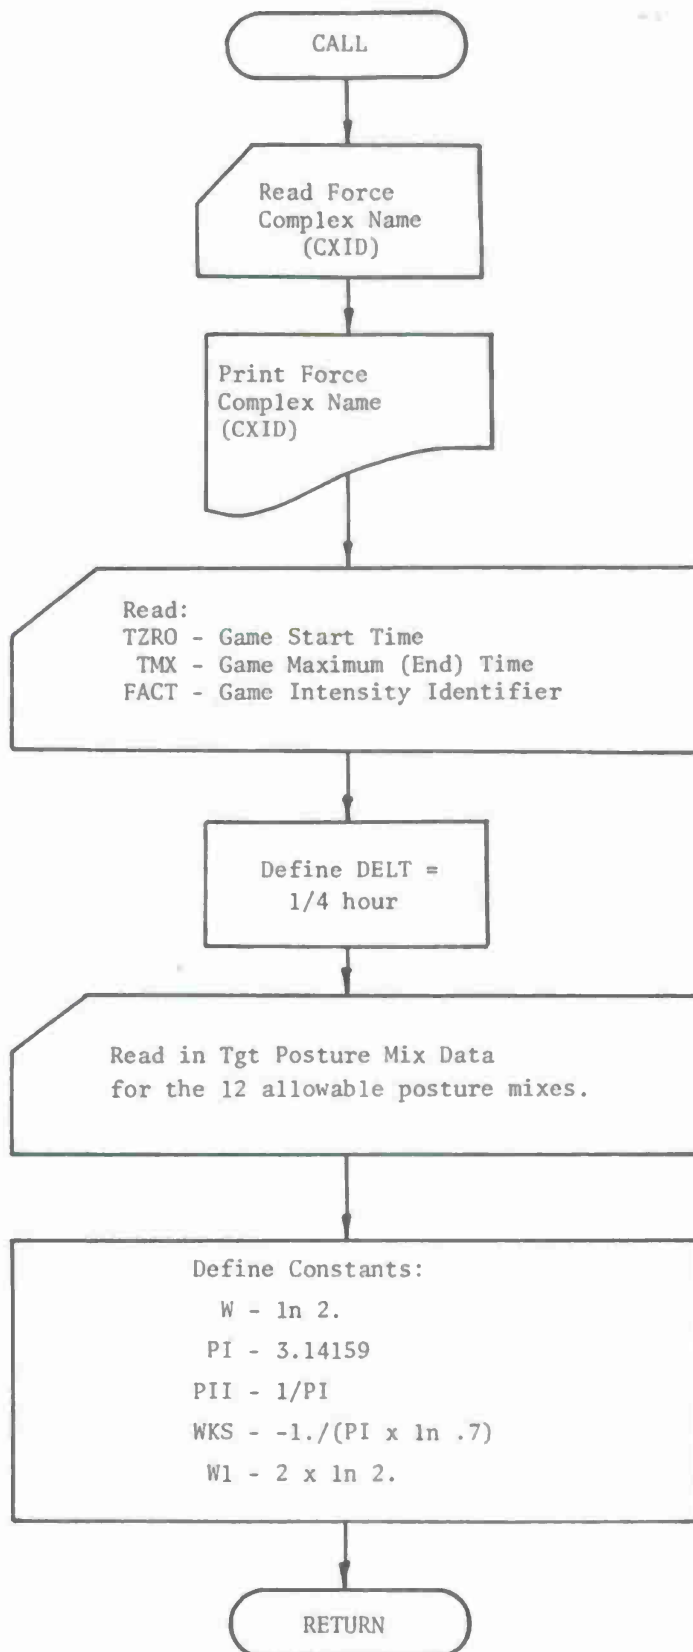 CALL
Read Force
Complex Name
(CXID)
Print Force
Complex Name
(CXID)
Read:
TZRO - Game Start Time
TMX - Game Maximum (End) Time
FACT - Game Intensity Identifier
Define DELT =
1/4 hour
Read in Tgt Posture Mix Data
for the 12 allowable posture mixes.
Define Constants:
W - ln 2.
PI - 3.14159
PII - 1/PI
WKS - -1./(PI x ln .7)
W1 - 2 x ln 2.
RETURN